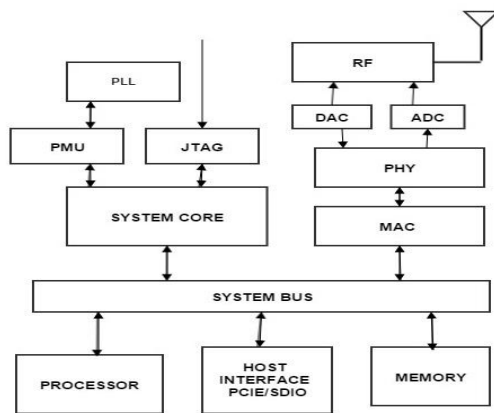 RF
PLL
DAC
ADC
PMU
JTAG
PHY
SYSTEM CORE
MAC
SYSTEM BUS
PROCESSOR
HOST
INTERFACE
PCIE/SDIO
MEMORY